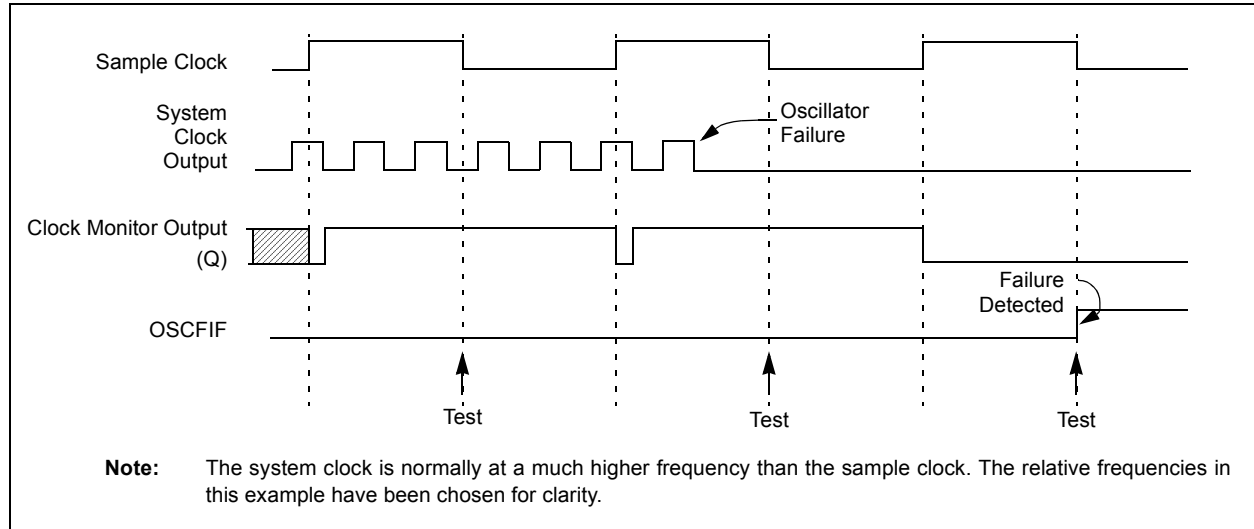 Sample Clock
System
Clock
Output
Oscillator
Failure
Clock Monitor Output
(Q)
Failure
Detected
OSCFIF
Test
Test
Test
Note: The system clock is normally at a much higher frequency than the sample clock. The relative frequencies in
this example have been chosen for clarity.